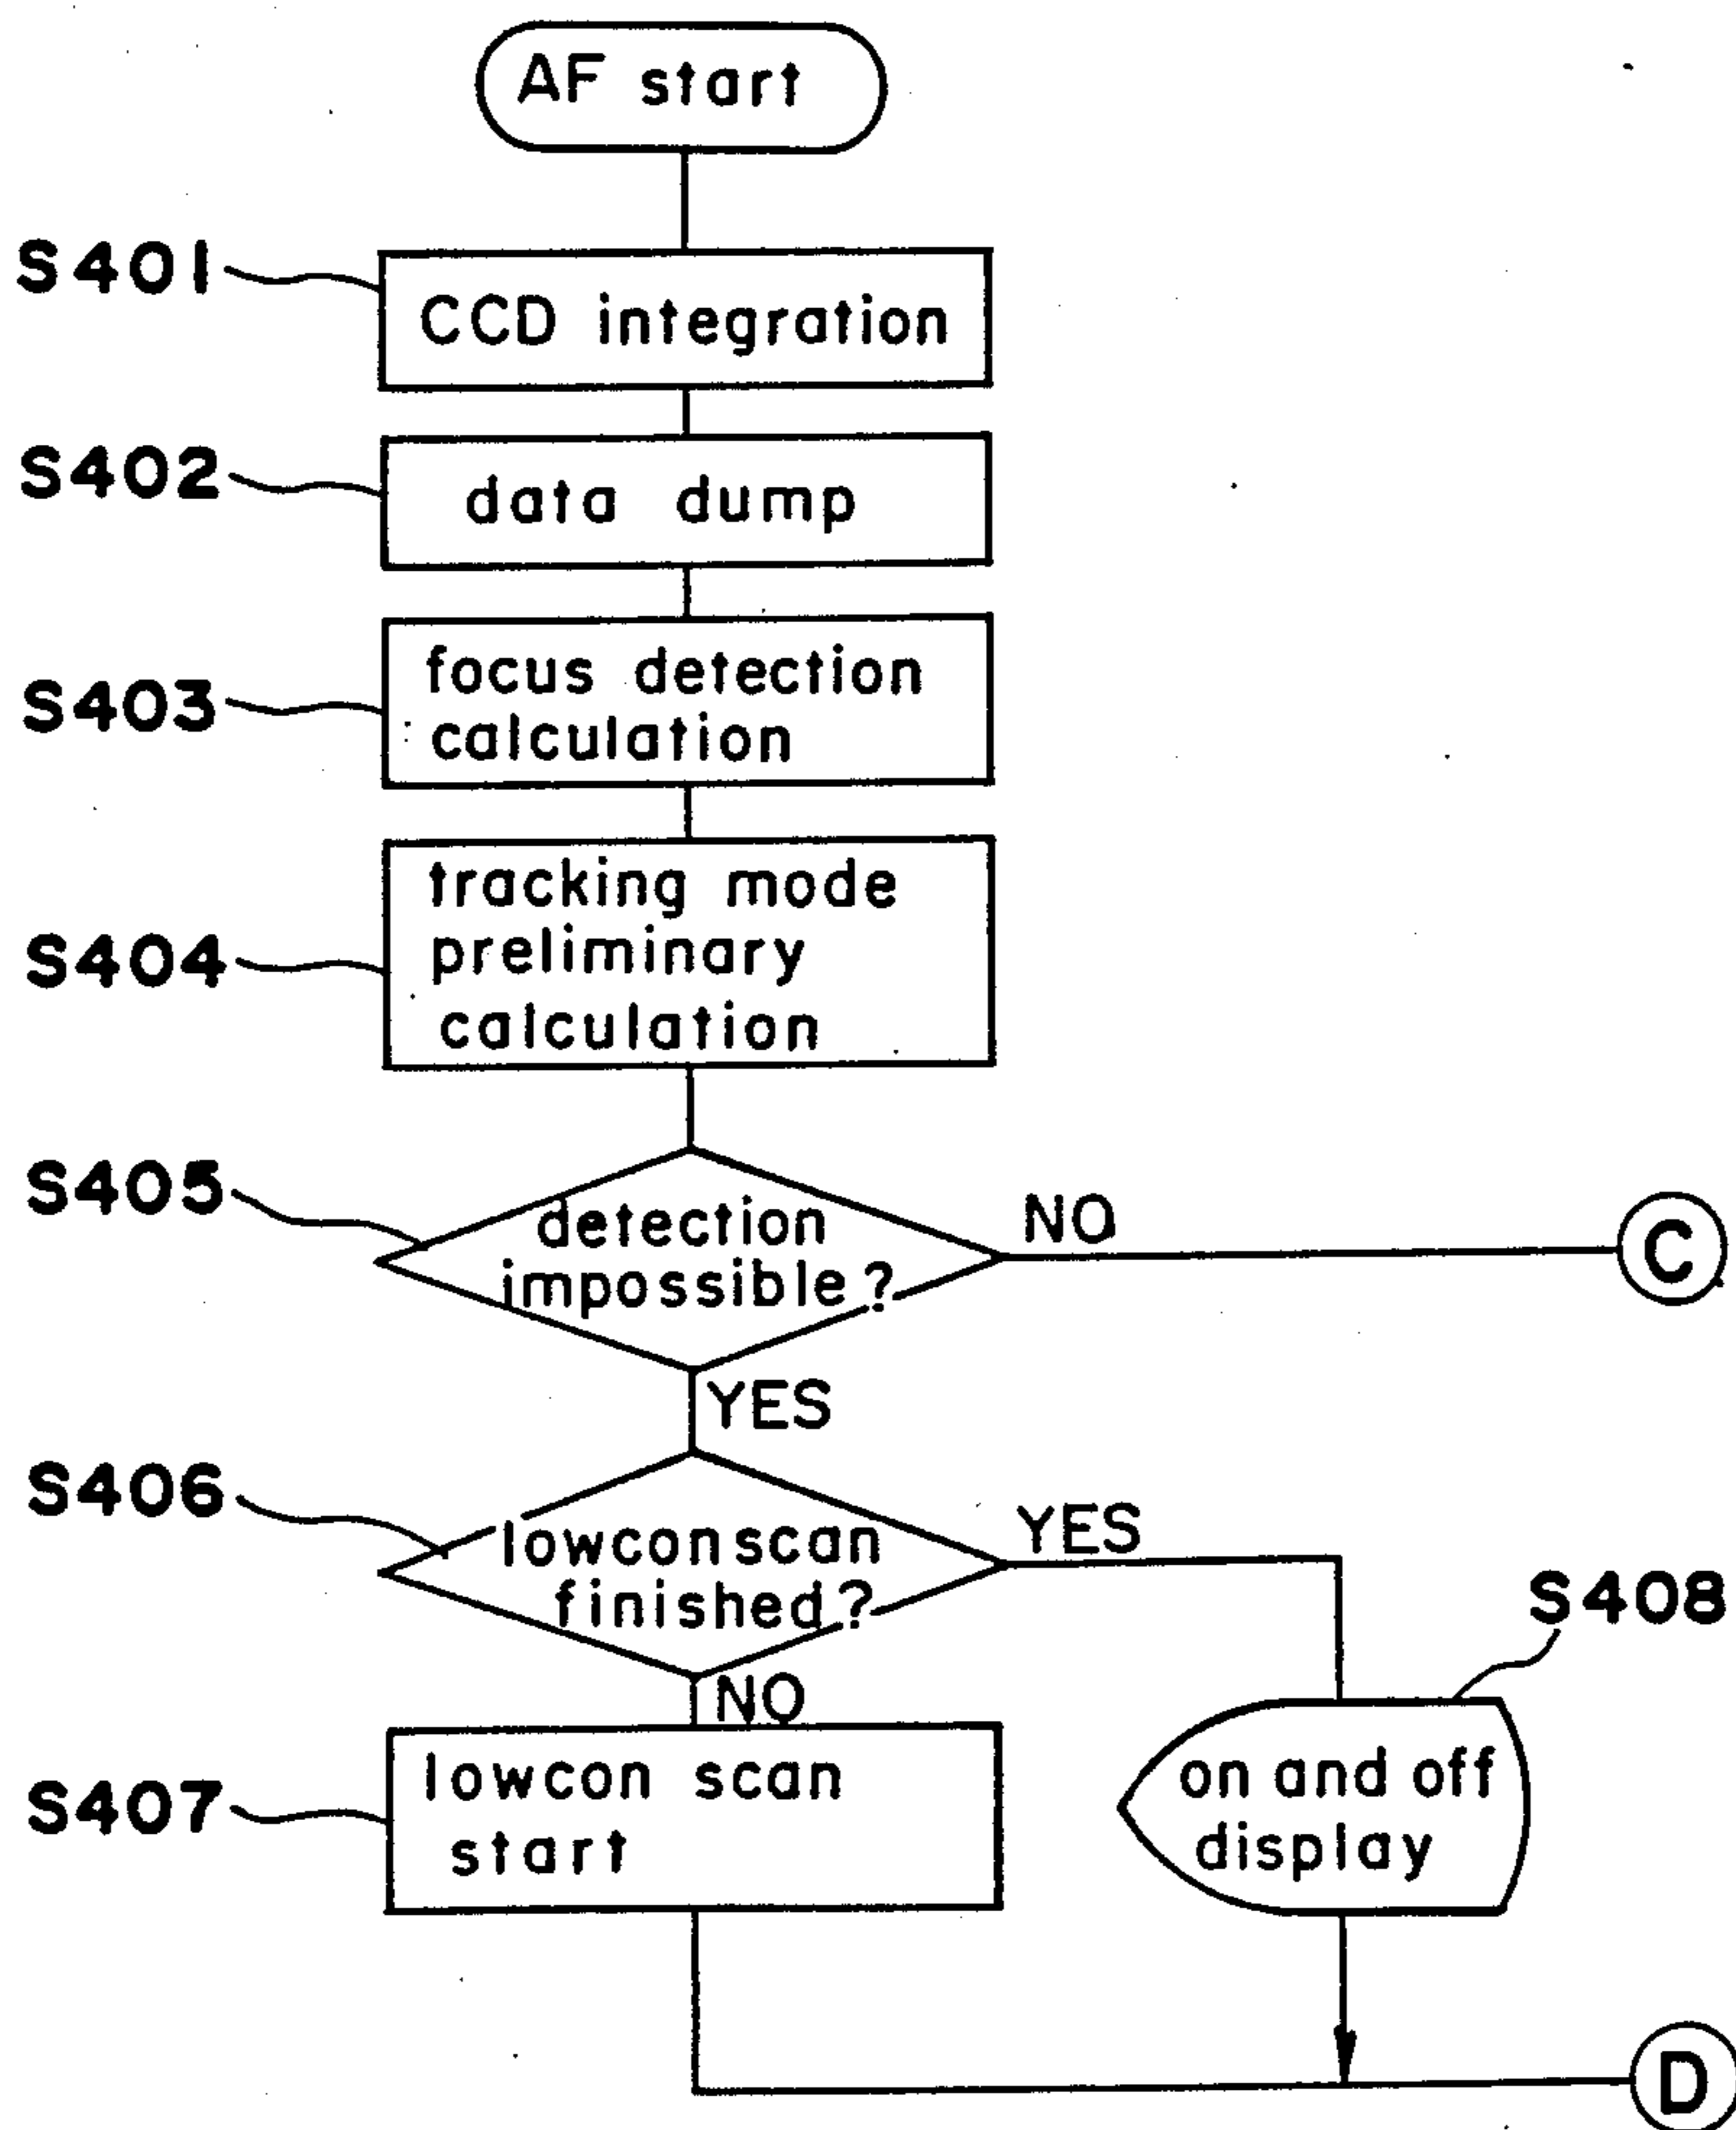 AF start
S401
CCD integration
S402
data dump
S403
focus detection
calculation
S404
tracking mode
preliminary
calculation
S405
detection
impossible?
NO
C
YES
S406
lowconscan
finished?
YES
S408
NO
S407
lowcon scan
start
on and off
display
D